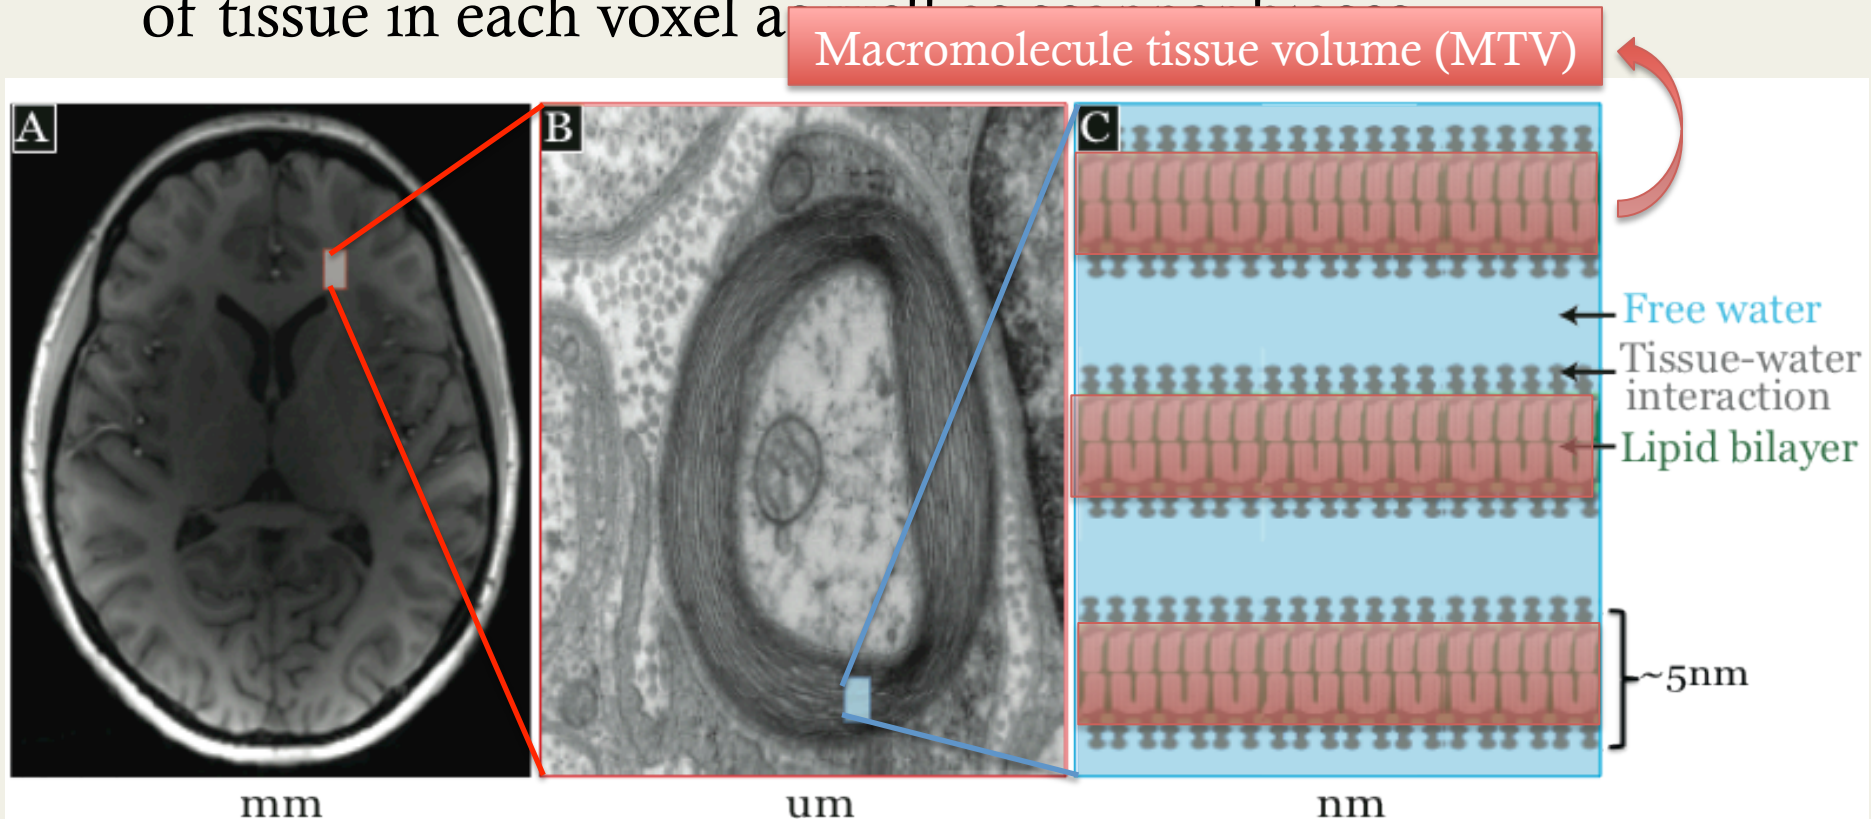 of tissue in each voxel a
Macromolecule tissue volume (MTV)
A
B
C
Free water
Tissue-water
interaction
Lipid bilayer
~5nm
mm
um
nm